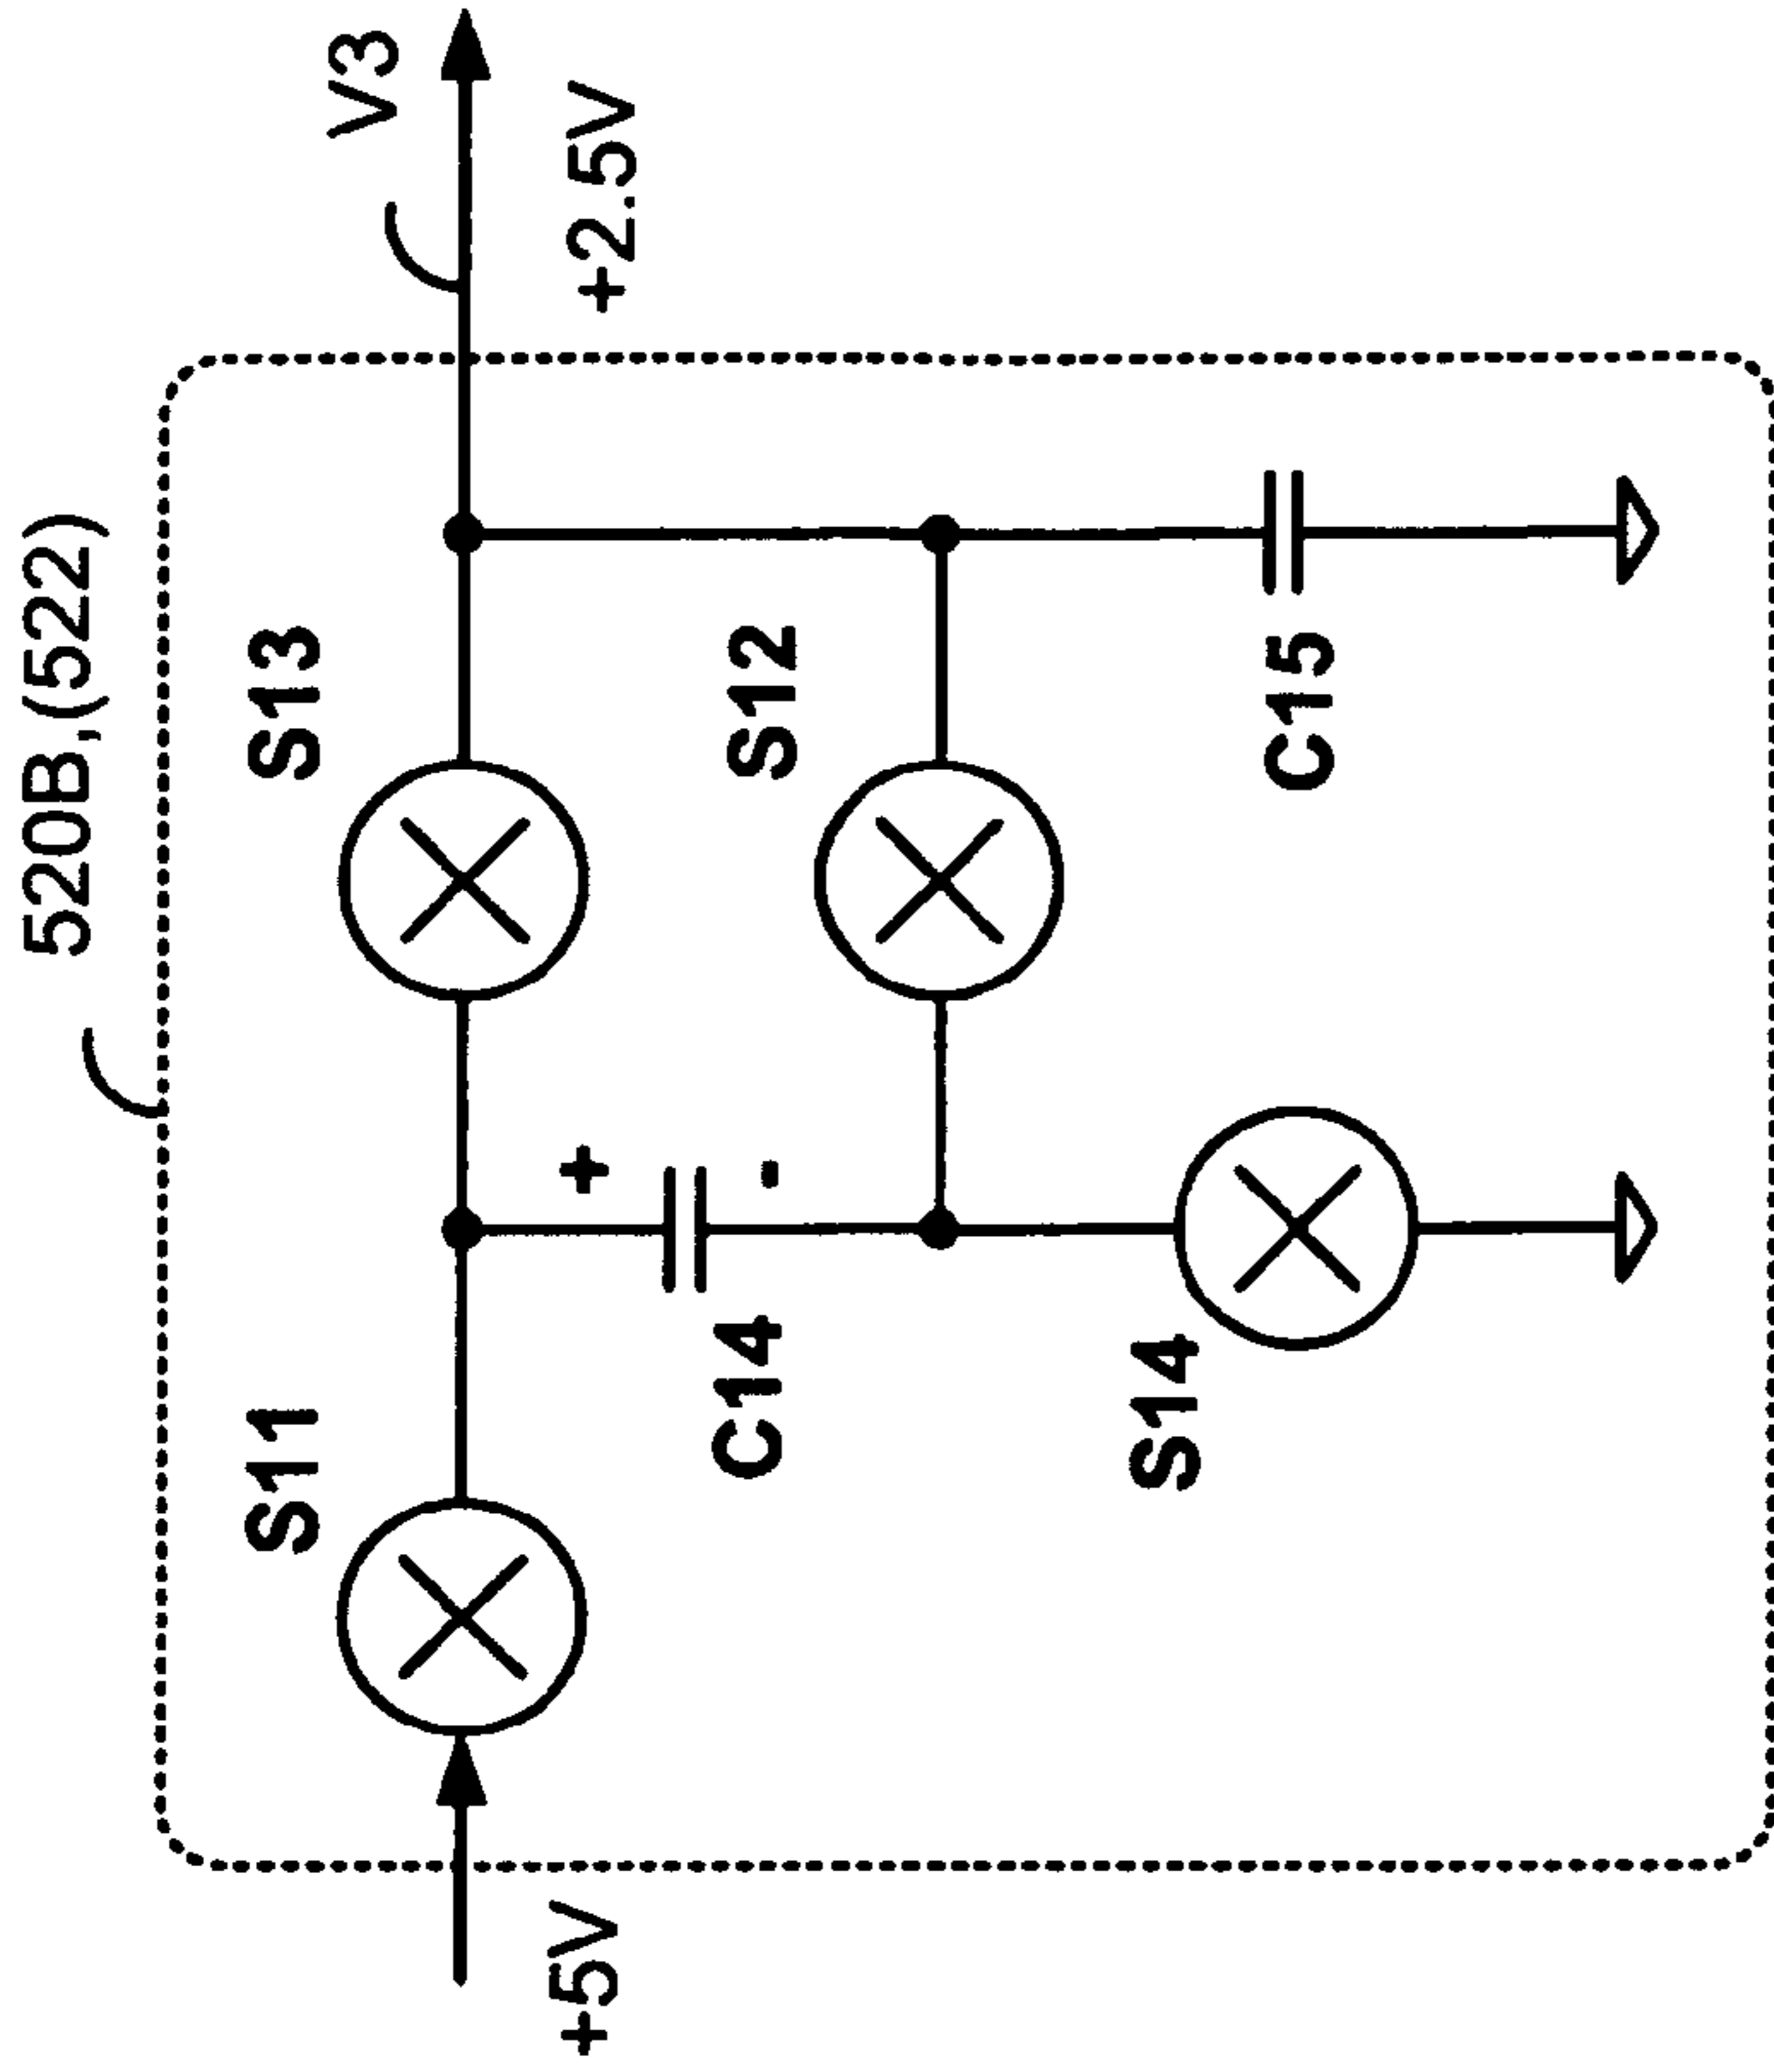 520B,(522)
S11
S13
V3
+5V
+2.5V
+
-
C14
S12
S14
C15